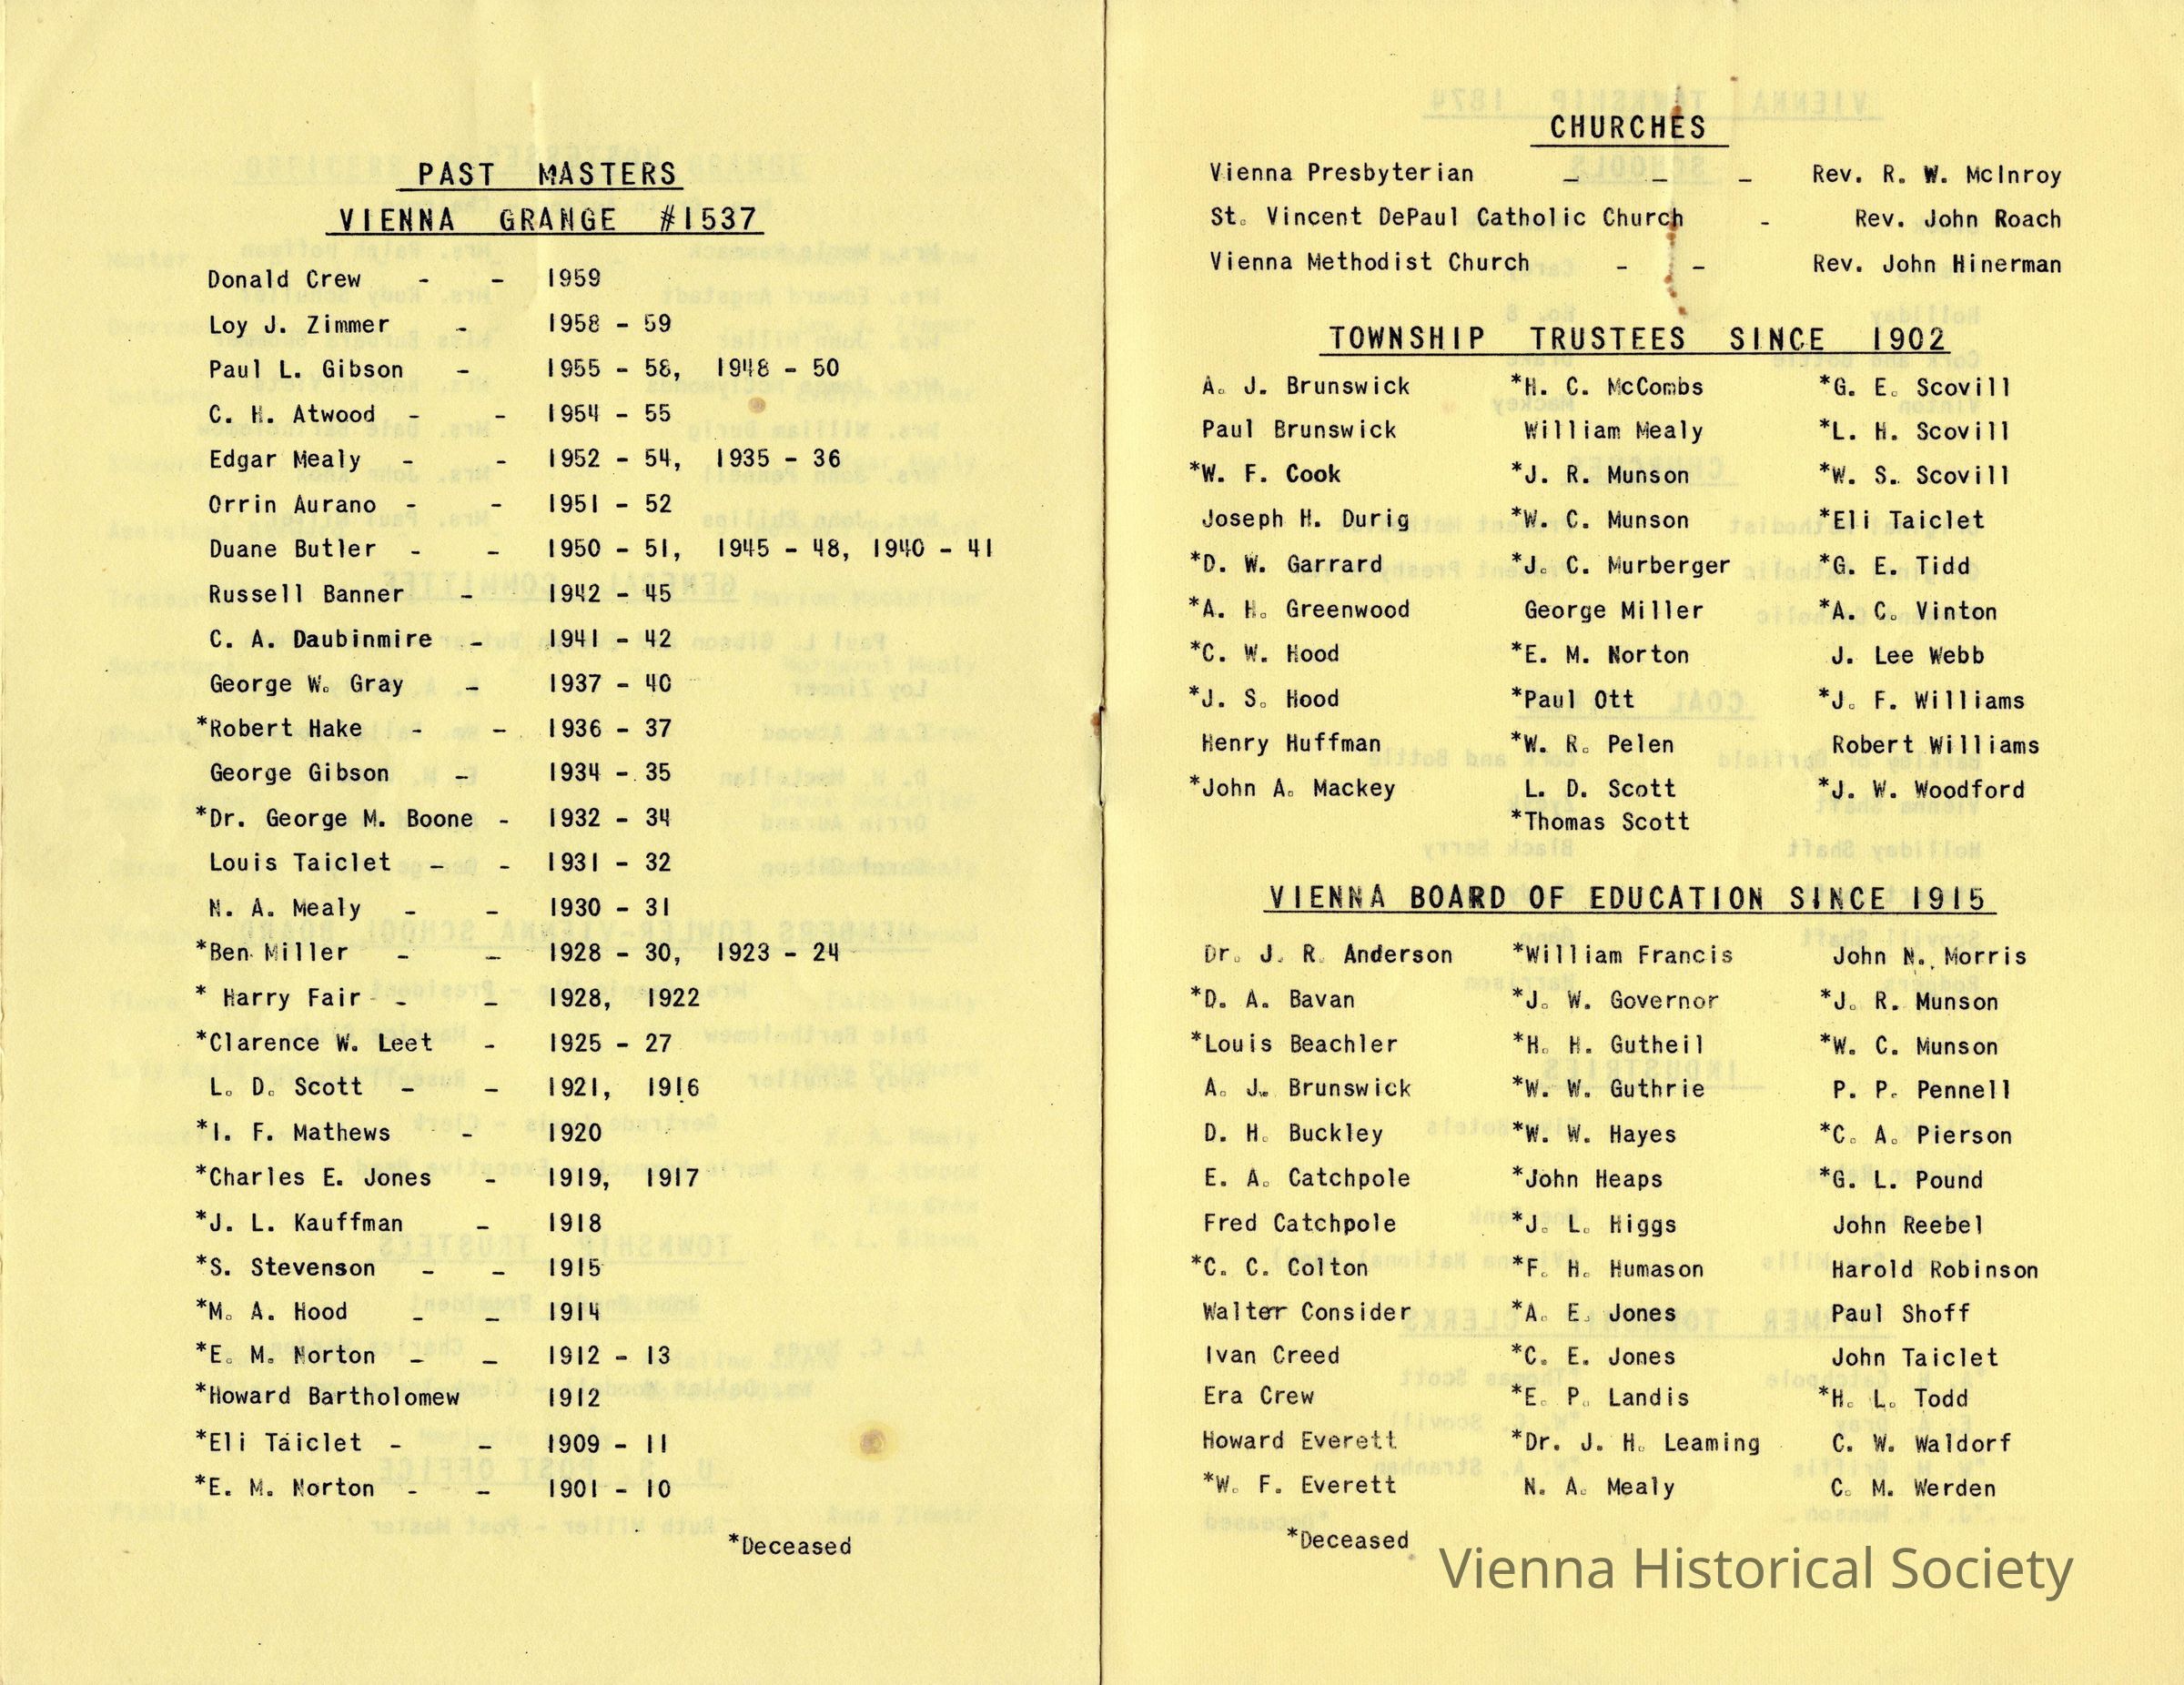 PAST MASTERS
VIENNA GRANGE #1537
Donald Crew - - 1959
Loy J. Zimmer - 1958 - 59
Paul L. Gibson - 1955 - 58, 1948 - 50
C. H. Atwood - - 1954 - 55
Edgar Mealy - - 1952 - 54, 1935 - 36
Orrin Aurano - - 1951 - 52
Duane Butler - - 1950 - 51, 1945 - 48, 1940 - 41
Russell Banner - 1942 - 45
C. A. Daubinmire - 1941 - 42
George W. Gray - 1937 - 40
*Robert Hake - - 1936 - 37
George Gibson - 1934 - 35
*Dr. George M. Boone - 1932 - 34
Louis Taiclet - - 1931 - 32
N. A. Mealy - - 1930 - 31
*Ben Miller - - 1928 - 30, 1923 - 24
* Harry Fair - - 1928, 1922
*Clarence W. Leet - 1925 - 27
L. D. Scott - - 1921, 1916
*I. F. Mathews - 1920
*Charles E. Jones - 1919, 1917
*J. L. Kauffman - 1918
*S. Stevenson - - 1915
*M. A. Hood - - 1914
*E. M. Norton - - 1912 - 13
*Howard Bartholomew 1912
*Eli Taiclet - - 1909 - 11
*E. M. Norton - - 1901 - 10
*Deceased
CHURCHES
Vienna Presbyterian - - - Rev. R. W. McInroy
St. Vincent DePaul Catholic Church - Rev. John Roach
Vienna Methodist Church - - Rev. John Hinerman
TOWNSHIP TRUSTEES SINCE 1902
A. J. Brunswick *H. C. McCombs *G. E. Scovill
Paul Brunswick William Mealy *L. H. Scovill
*W. F. Cook *J. R. Munson *W. S. Scovill
Joseph H. Durig *W. C. Munson *Eli Taiclet
*D. W. Garrard *J. C. Murberger *G. E. Tidd
*A. H. Greenwood George Miller *A. C. Vinton
*C. W. Hood *E. M. Norton J. Lee Webb
*J. S. Hood *Paul Ott *J. F. Williams
Henry Huffman *W. R. Pelen Robert Williams
*John A. Mackey L. D. Scott *J. W. Woodford
*Thomas Scott
VIENNA BOARD OF EDUCATION SINCE 1915
Dr. J. R. Anderson *William Francis John N. Morris
*D. A. Bavan *J. W. Governor *J. R. Munson
*Louis Beachler *H. H. Gutheil *W. C. Munson
A. J. Brunswick *W. W. Guthrie P. P. Pennell
D. H. Buckley *W. W. Hayes *C. A. Pierson
E. A. Catchpole *John Heaps *G. L. Pound
Fred Catchpole *J. L. Higgs John Reebel
*C. C. Colton *F. H. Humason Harold Robinson
Walter Consider *A. E. Jones Paul Shoff
Ivan Creed *C. E. Jones John Taiclet
Era Crew *E. P. Landis *H. L. Todd
Howard Everett *Dr. J. H. Leaming C. W. Waldorf
*W. F. Everett N. A. Mealy C. M. Werden
*Deceased
Vienna Historical Society